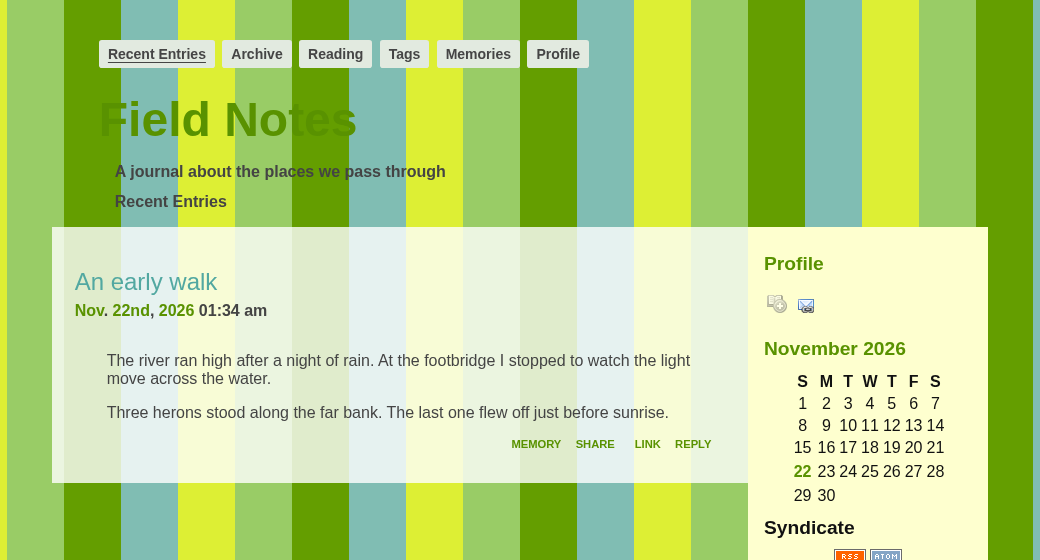 Recent Entries Archive Reading Tags Memories Profile
Field Notes
A journal about the places we pass through
Recent Entries
An early walk
Nov. 22nd, 2026 01:34 am
The river ran high after a night of rain. At the footbridge I stopped to watch the light
move across the water.
Three herons stood along the far bank. The last one flew off just before sunrise.
MEMORY SHARE LINK REPLY
Profile
November 2026
S M T W T F S
1 2 3 4 5 6 7
8 9 10 11 12 13 14
15 16 17 18 19 20 21
22 23 24 25 26 27 28
29 30
Syndicate
RSS ATOM